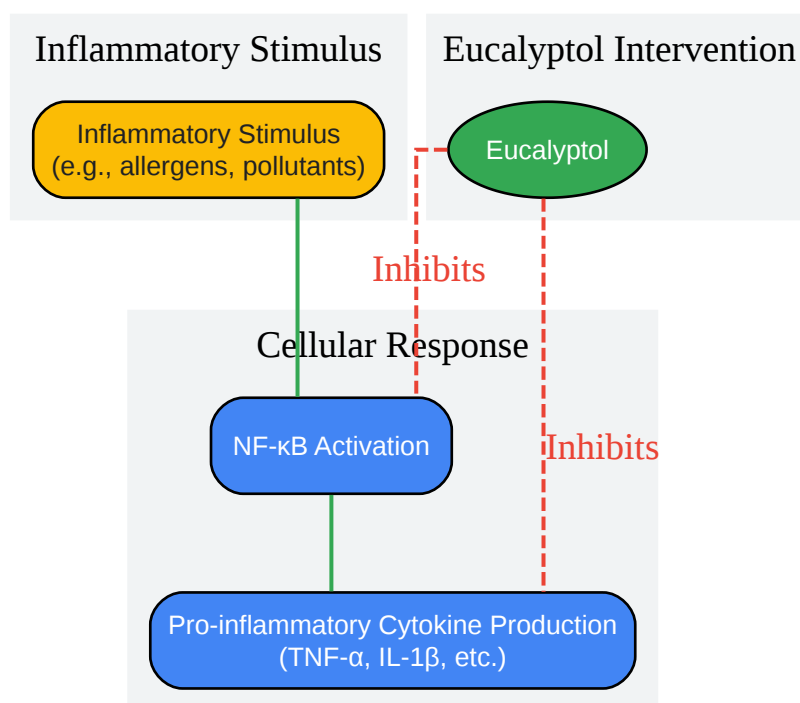 Inflammatory Stimulus
Eucalyptol Intervention
Inflammatory Stimulus
(e.g., allergens, pollutants)
Eucalyptol
Inhibits
Cellular Response
NF-κB Activation
Inhibits
Pro-inflammatory Cytokine Production
(TNF-α, IL-1β, etc.)